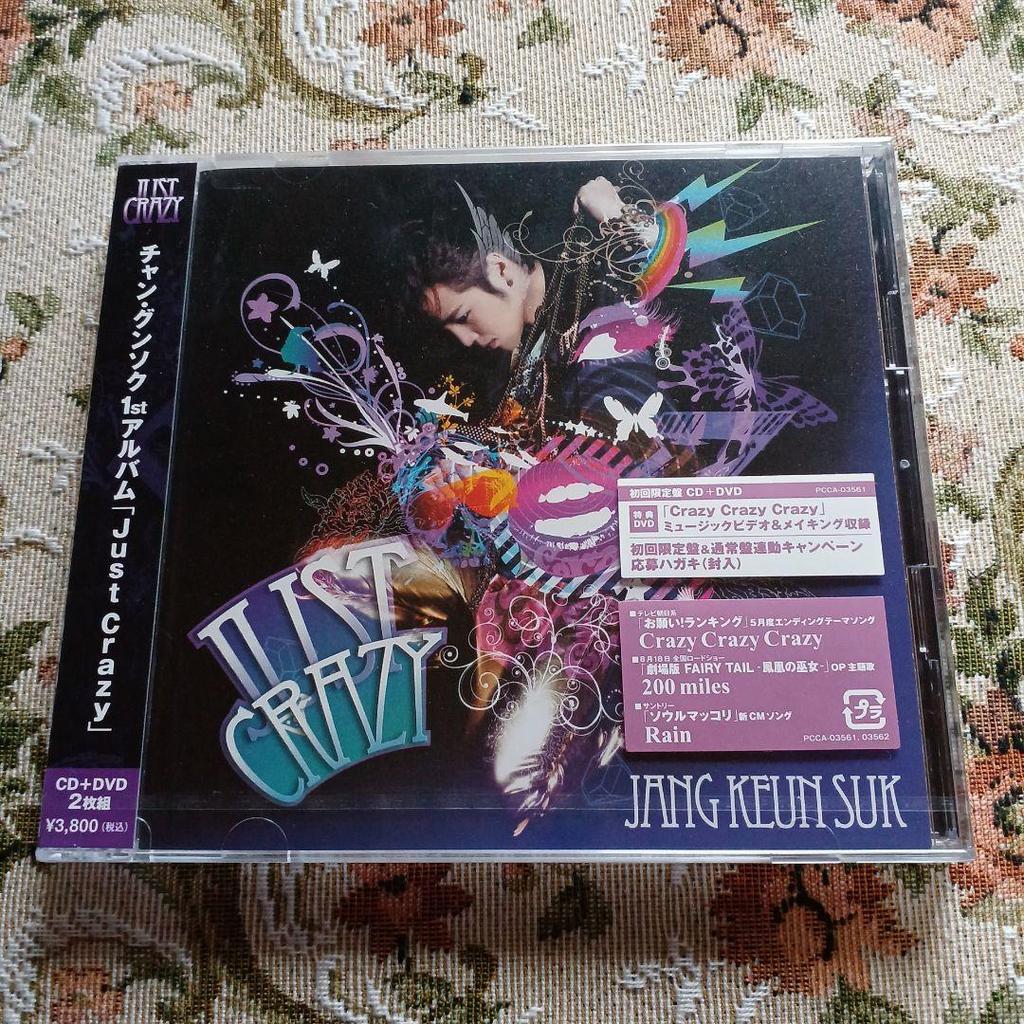 JUST
CRAZY
チャン・グンソク 1stアルバム「Just Crazy」
CD+DVD
2枚組
¥3,800(税込)
JUST
CRAZY
初回限定盤 CD+DVD
PCCA-03561
特典
DVD
「Crazy Crazy Crazy」
ミュージックビデオ&メイキング収録
初回限定盤&通常盤連動キャンペーン
応募ハガキ(封入)
■テレビ朝日系
「お願い!ランキング」5月度エンディングテーマソング
Crazy Crazy Crazy
■8月18日 全国ロードショー
「劇場版 FAIRY TAIL -鳳凰の巫女-」OP主題歌
200 miles
■サントリー
「ソウルマッコリ」新CMソング
Rain
プラ
PCCA-03561, 03562
JANG KEUN SUK